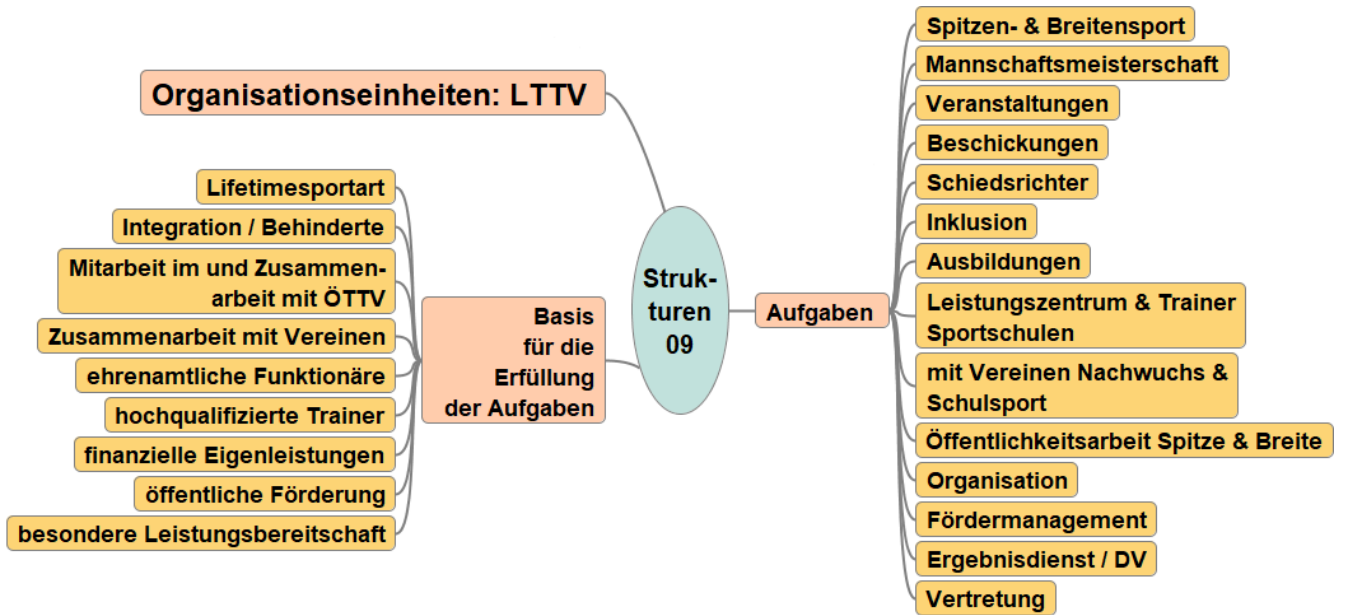 Organisationseinheiten: LTTV
Lifetimesportart
Integration / Behinderte
Mitarbeit im und Zusammen-
arbeit mit ÖTTV
Zusammenarbeit mit Vereinen
ehrenamtliche Funktionäre
hochqualifizierte Trainer
finanzielle Eigenleistungen
öffentliche Förderung
besondere Leistungsbereitschaft
Basis
für die
Erfüllung
der Aufgaben
Struk-
turen
09
Aufgaben
Spitzen- & Breitensport
Mannschaftsmeisterschaft
Veranstaltungen
Beschickungen
Schiedsrichter
Inklusion
Ausbildungen
Leistungszentrum & Trainer
Sportschulen
mit Vereinen Nachwuchs &
Schulsport
Öffentlichkeitsarbeit Spitze & Breite
Organisation
Fördermanagement
Ergebnisdienst / DV
Vertretung